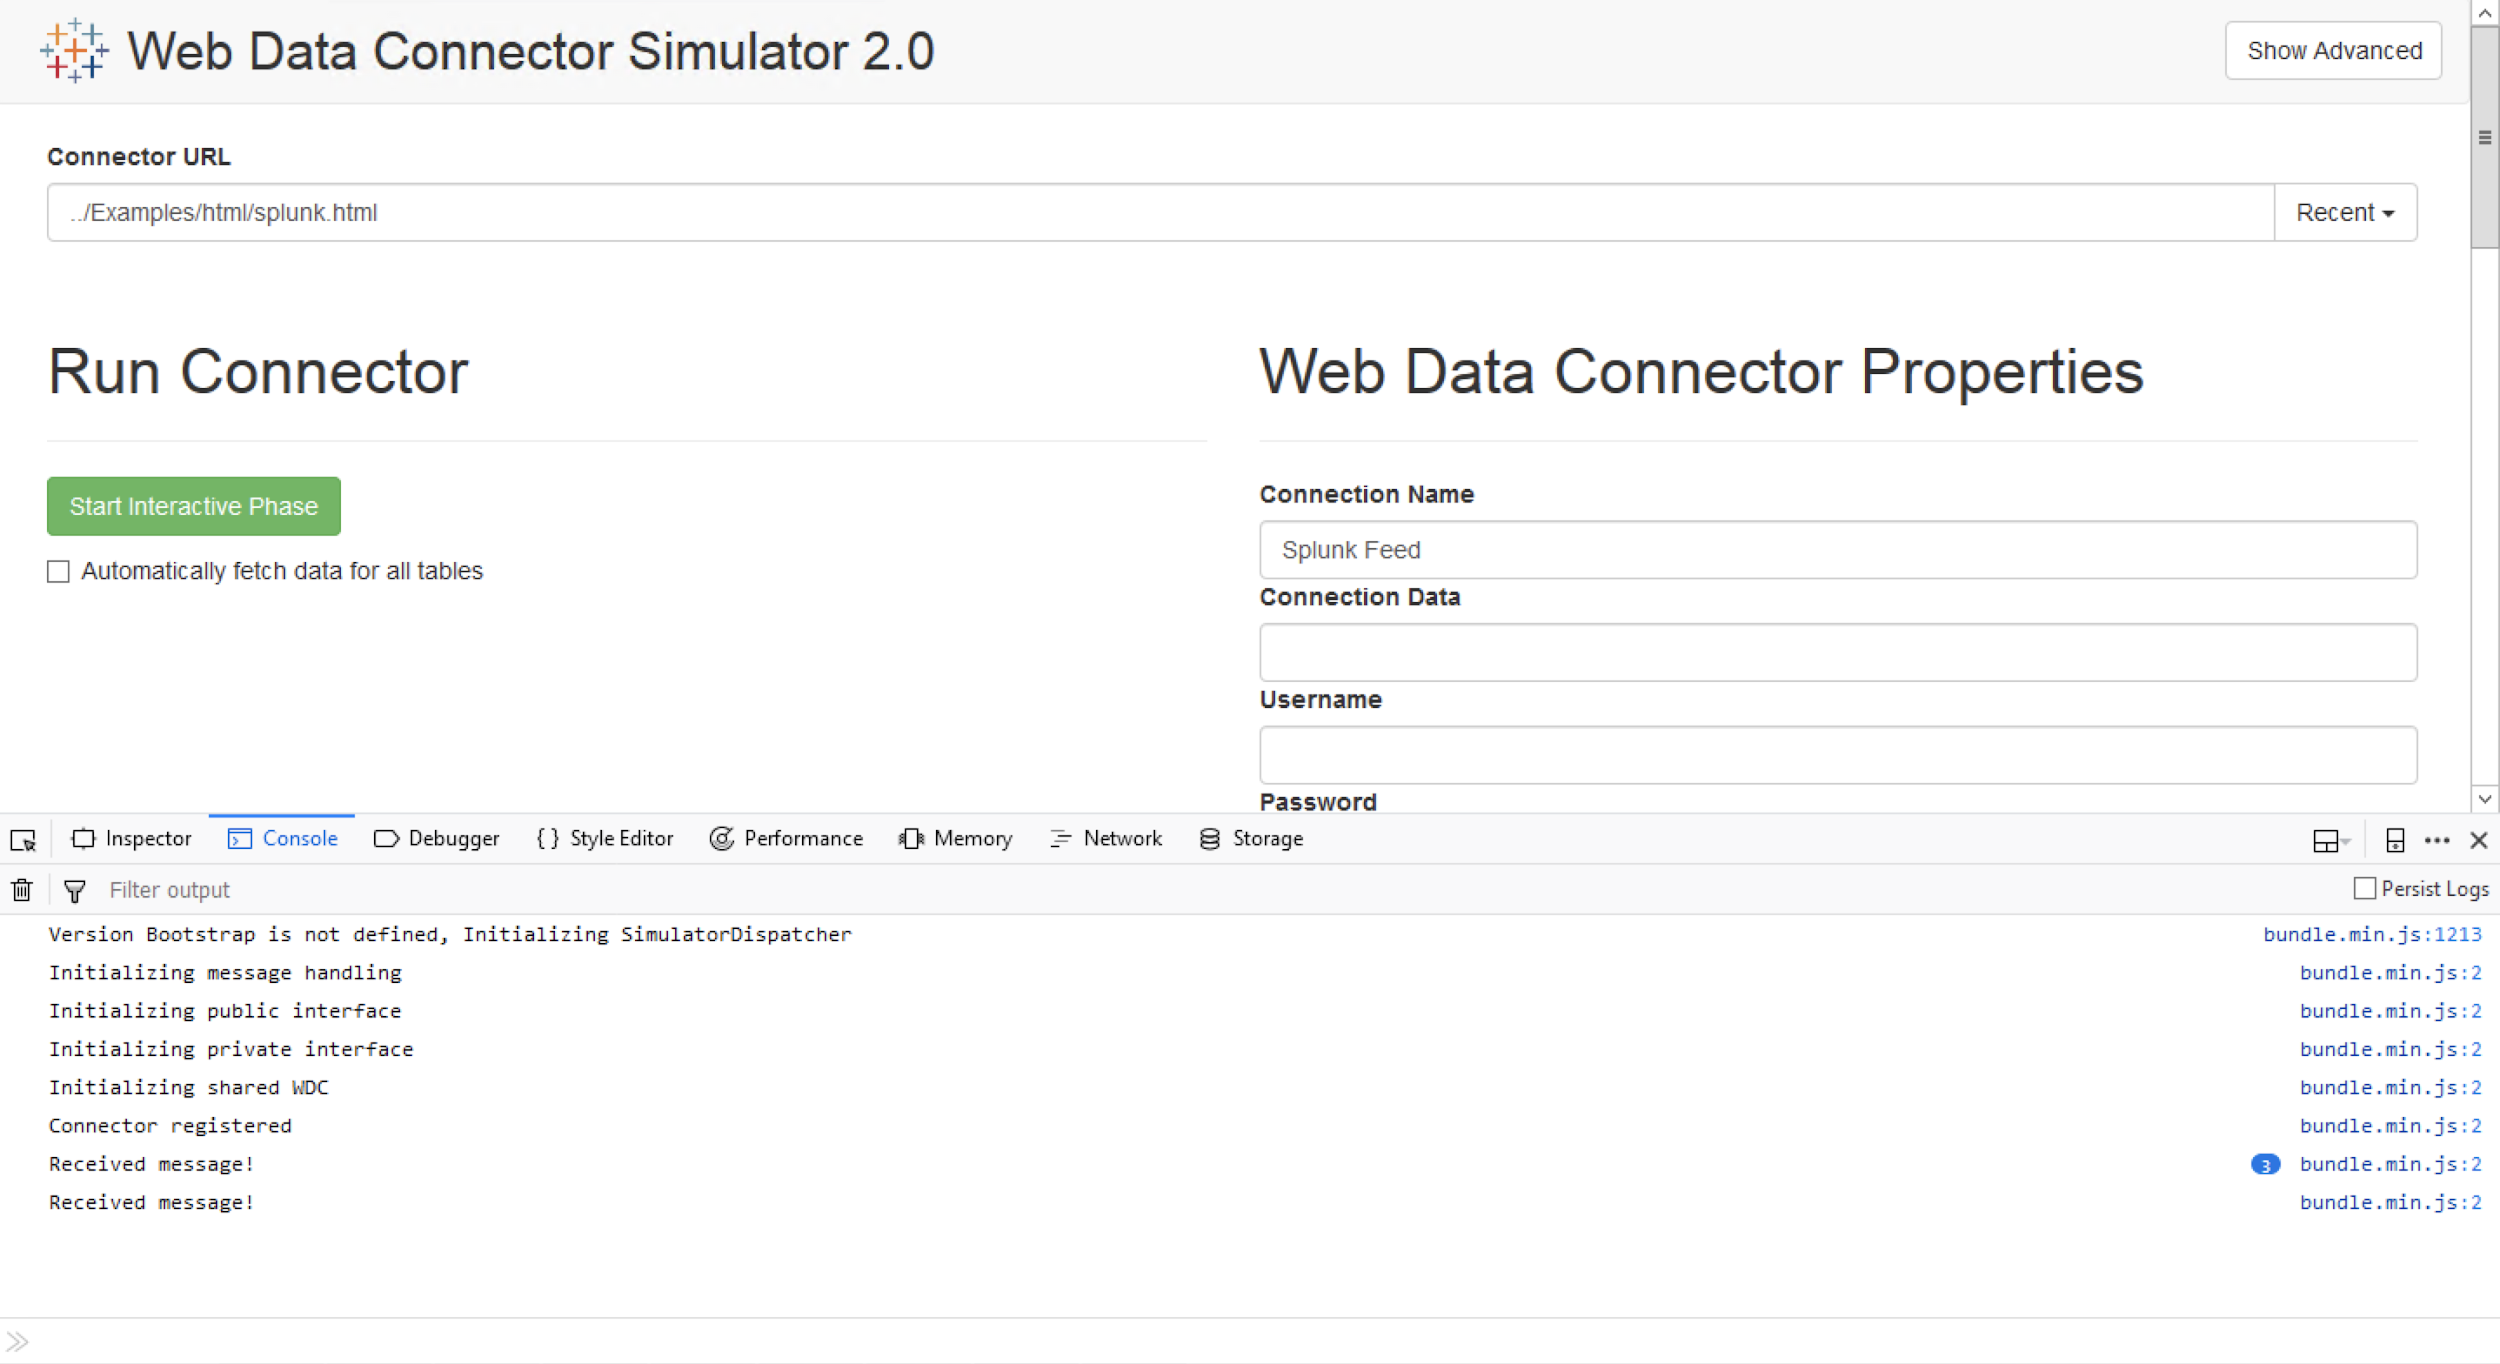 Web Data Connector Simulator 2.0
Show Advanced
Connector URL
../Examples/html/splunk.html
Recent
Run Connector
Web Data Connector Properties
Start Interactive Phase
Automatically fetch data for all tables
Connection Name
Splunk Feed
Connection Data
Username
Password
Inspector Console Debugger { } Style Editor Performance Memory Network Storage
Filter output
Persist Logs
Version Bootstrap is not defined, Initializing SimulatorDispatcher bundle.min.js:1213
Initializing message handling bundle.min.js:2
Initializing public interface bundle.min.js:2
Initializing private interface bundle.min.js:2
Initializing shared WDC bundle.min.js:2
Connector registered bundle.min.js:2
Received message! 3 bundle.min.js:2
Received message! bundle.min.js:2